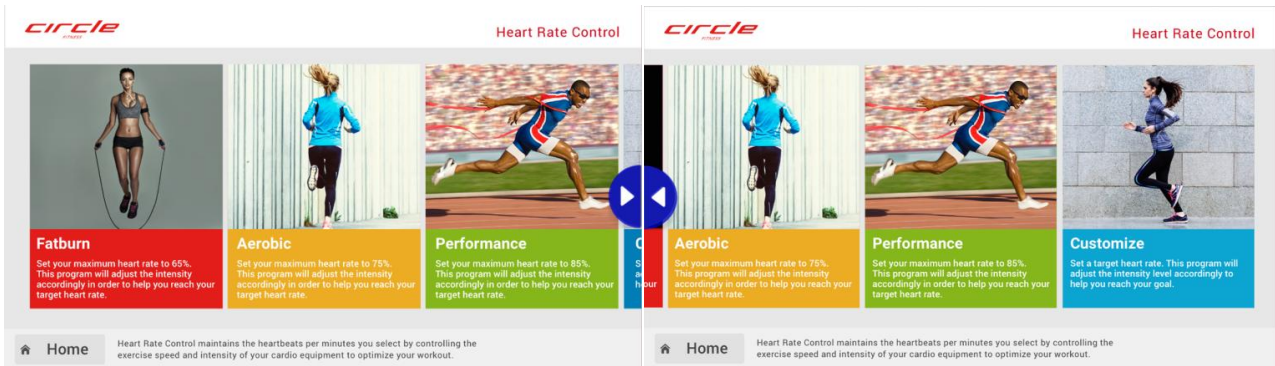 circle
FITNESS
Heart Rate Control
Fatburn
Set your maximum heart rate to 65%.
This program will adjust the intensity
accordingly in order to help you reach your
target heart rate.
Aerobic
Set your maximum heart rate to 75%.
This program will adjust the intensity
accordingly in order to help you reach your
target heart rate.
Performance
Set your maximum heart rate to 85%.
This program will adjust the intensity
accordingly in order to help you reach your
target heart rate.
C
S
a
h
Home
Heart Rate Control maintains the heartbeats per minutes you select by controlling the
exercise speed and intensity of your cardio equipment to optimize your workout.
circle
FITNESS
Heart Rate Control
our
Aerobic
Set your maximum heart rate to 75%.
This program will adjust the intensity
accordingly in order to help you reach your
target heart rate.
Performance
Set your maximum heart rate to 85%.
This program will adjust the intensity
accordingly in order to help you reach your
target heart rate.
Customize
Set a target heart rate. This program will
adjust the intensity level accordingly to
help you reach your goal.
Home
Heart Rate Control maintains the heartbeats per minutes you select by controlling the
exercise speed and intensity of your cardio equipment to optimize your workout.